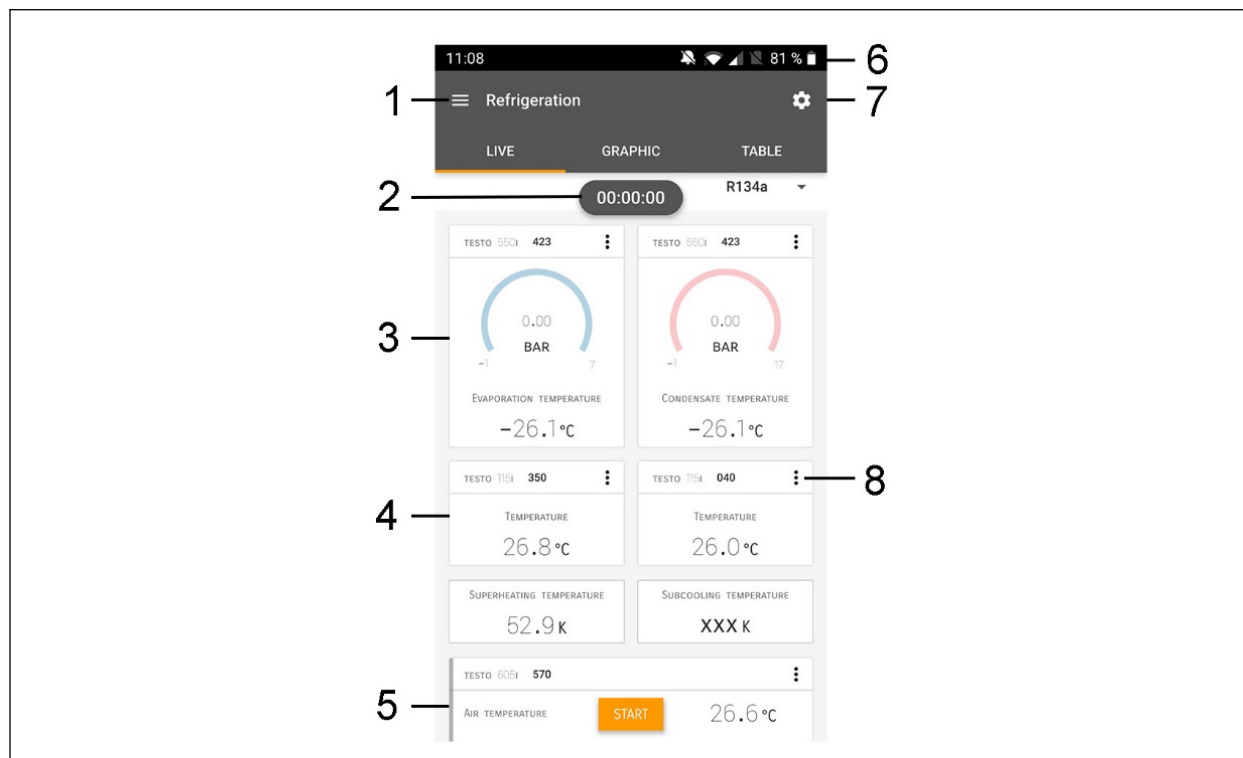 11:08 81 % 6
1 Refrigeration 7
LIVE GRAPHIC TABLE
2 00:00:00 R134a
TESTO 550I 423 TESTO 550I 423
0.00 0.00
3 BAR BAR
-1 7 -1 17
EVAPORATION TEMPERATURE CONDENSATE TEMPERATURE
-26.1°C -26.1°C
TESTO 115I 350 TESTO 115I 040 8
4 TEMPERATURE TEMPERATURE
26.8°C 26.0°C
SUPERHEATING TEMPERATURE SUBCOOLING TEMPERATURE
52.9 K XXX K
TESTO 605I 570
5 AIR TEMPERATURE START 26.6°C